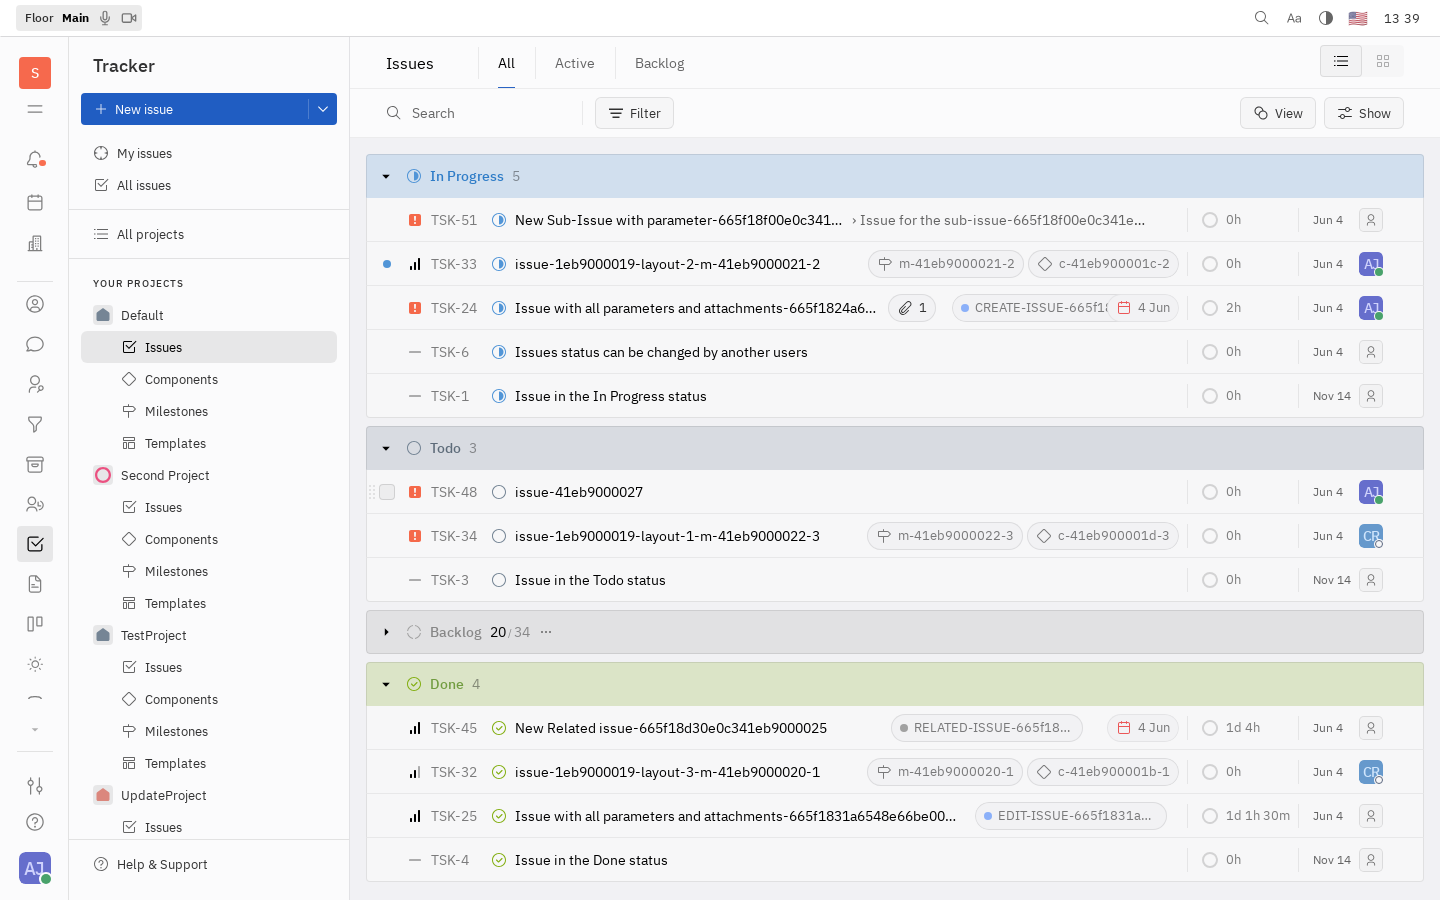 Floor Main
Aa
13 39
S
Tracker
New issue
My issues
All issues
All projects
YOUR PROJECTS
Default
Issues
Components
Milestones
Templates
Second Project
Issues
Components
Milestones
Templates
TestProject
Issues
Components
Milestones
Templates
UpdateProject
Issues
Help & Support
AJ
Issues All Active Backlog
Search Filter View Show
In Progress 5
TSK-51 New Sub-Issue with parameter-665f18f00e0c341... › Issue for the sub-issue-665f18f00e0c341e... 0h Jun 4
TSK-33 issue-1eb9000019-layout-2-m-41eb9000021-2 m-41eb9000021-2 c-41eb900001c-2 0h Jun 4 AJ
TSK-24 Issue with all parameters and attachments-665f1824a6... 1 CREATE-ISSUE-665f18 4 Jun 2h Jun 4 AJ
TSK-6 Issues status can be changed by another users 0h Jun 4
TSK-1 Issue in the In Progress status 0h Nov 14
Todo 3
TSK-48 issue-41eb9000027 0h Jun 4 AJ
TSK-34 issue-1eb9000019-layout-1-m-41eb9000022-3 m-41eb9000022-3 c-41eb900001d-3 0h Jun 4 CR
TSK-3 Issue in the Todo status 0h Nov 14
Backlog 20/34 ...
Done 4
TSK-45 New Related issue-665f18d30e0c341eb9000025 RELATED-ISSUE-665f18... 4 Jun 1d 4h Jun 4
TSK-32 issue-1eb9000019-layout-3-m-41eb9000020-1 m-41eb9000020-1 c-41eb900001b-1 0h Jun 4 CR
TSK-25 Issue with all parameters and attachments-665f1831a6548e66be00... EDIT-ISSUE-665f1831a... 1d 1h 30m Jun 4
TSK-4 Issue in the Done status 0h Nov 14